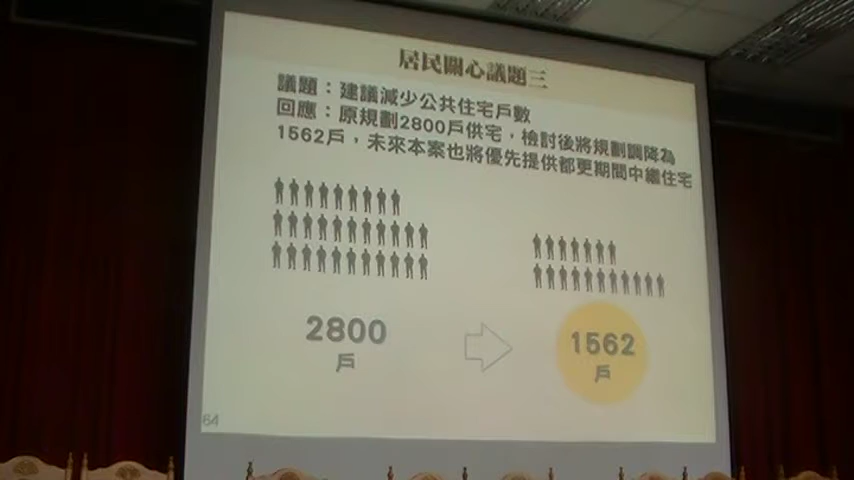 居民關心議題三
議題：建議減少公共住宅戶數
回應：原規劃2800戶供宅，檢討後將規劃調降為
1562戶，未來本案也將優先提供都更期間中繼住宅
2800
戶
1562
戶
64